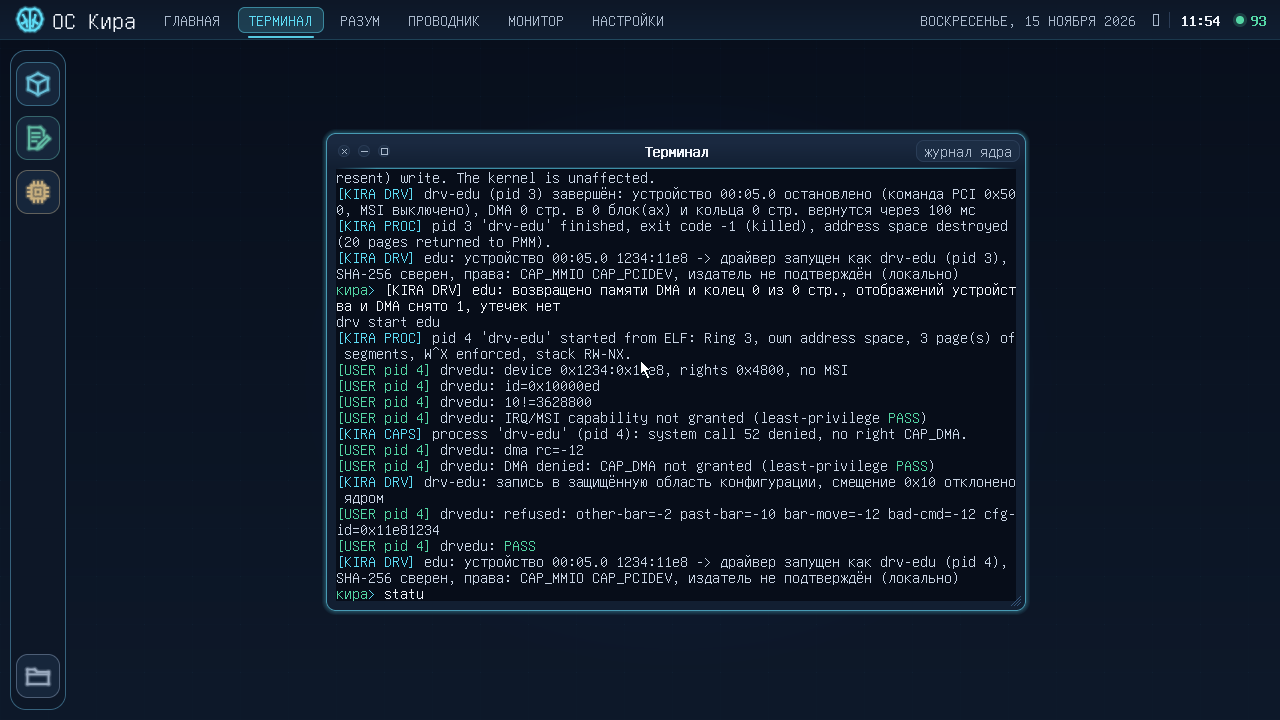 ОС Кира ГЛАВНАЯ ТЕРМИНАЛ РАЗУМ ПРОВОДНИК МОНИТОР НАСТРОЙКИ ВОСКРЕСЕНЬЕ, 15 НОЯБРЯ 2026 11:54 93
Терминал журнал ядра
resent) write. The kernel is unaffected.
[KIRA DRV] drv-edu (pid 3) завершён: устройство 00:05.0 остановлено (команда PCI 0x50
0, MSI выключено), DMA 0 стр. в 0 блок(ах) и кольца 0 стр. вернутся через 100 мс
[KIRA PROC] pid 3 'drv-edu' finished, exit code -1 (killed), address space destroyed
(20 pages returned to PMM).
[KIRA DRV] edu: устройство 00:05.0 1234:11e8 -> драйвер запущен как drv-edu (pid 3),
SHA-256 сверен, права: CAP_MMIO CAP_PCIDEV, издатель не подтверждён (локально)
кира> [KIRA DRV] edu: возвращено памяти DMA и колец 0 из 0 стр., отображений устройст
ва и DMA снято 1, утечек нет
drv start edu
[KIRA PROC] pid 4 'drv-edu' started from ELF: Ring 3, own address space, 3 page(s) of
segments, W^X enforced, stack RW-NX.
[USER pid 4] drvedu: device 0x1234:0x11e8, rights 0x4800, no MSI
[USER pid 4] drvedu: id=0x10000ed
[USER pid 4] drvedu: 10!=3628800
[USER pid 4] drvedu: IRQ/MSI capability not granted (least-privilege PASS)
[KIRA CAPS] process 'drv-edu' (pid 4): system call 52 denied, no right CAP_DMA.
[USER pid 4] drvedu: dma rc=-12
[USER pid 4] drvedu: DMA denied: CAP_DMA not granted (least-privilege PASS)
[KIRA DRV] drv-edu: запись в защищённую область конфигурации, смещение 0x10 отклонено
ядром
[USER pid 4] drvedu: refused: other-bar=-2 past-bar=-10 bar-move=-12 bad-cmd=-12 cfg-
id=0x11e81234
[USER pid 4] drvedu: PASS
[KIRA DRV] edu: устройство 00:05.0 1234:11e8 -> драйвер запущен как drv-edu (pid 4),
SHA-256 сверен, права: CAP_MMIO CAP_PCIDEV, издатель не подтверждён (локально)
кира> statu